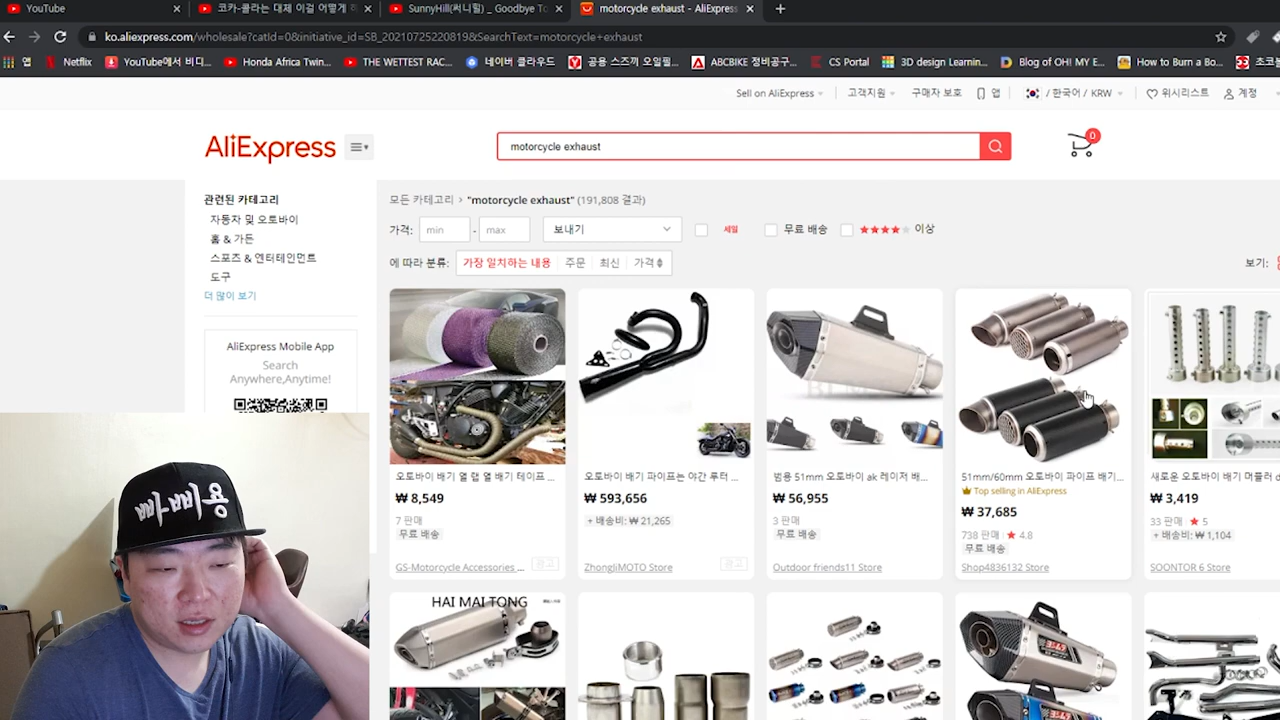 YouTube
코카-콜라는 대체 이걸 어떻게 하
SunnyHill(써니힐) _ Goodbye To
motorcycle exhaust - AliExpress
ko.aliexpress.com/wholesale?catId=0&initiative_id=SB_20210725220819&SearchText=motorcycle+exhaust
앱
Netflix
YouTube에서 비디...
Honda Africa Twin...
THE WETTEST RAC...
네이버 클라우드
공용 스즈끼 오일필...
ABCBIKE 정비공구...
CS Portal
3D design Learnin...
Blog of OH! MY E...
How to Burn a Bo...
초코볼
Sell on AliExpress
고객지원
구매자 보호
앱
/ 한국어 / KRW
위시리스트
계정
AliExpress
motorcycle exhaust
0
관련된 카테고리
자동차 및 오토바이
홈 & 가든
스포츠 & 엔터테인먼트
도구
더 많이 보기
AliExpress Mobile App
Search
Anywhere,Anytime!
모든 카테고리 > "motorcycle exhaust" (191,808 결과)
가격: min - max 보내기 세일 무료 배송 이상
에 따라 분류: 가장 일치하는 내용 주문 최신 가격
보기:
오토바이 배기 열 랩 열 배기 테이프 ...
₩ 8,549
7 판매
무료 배송
GS-Motorcycle Accessories ...
광고
오토바이 배기 파이프는 야간 루터 ...
₩ 593,656
+ 배송비: ₩ 21,265
ZhongliMOTO Store
광고
범용 51mm 오토바이 ak 레이저 배...
₩ 56,955
3 판매
무료 배송
Outdoor friends11 Store
51mm/60mm 오토바이 파이프 배기...
Top selling in AliExpress
₩ 37,685
738 판매 4.8
무료 배송
Shop4836132 Store
새로운 오토바이 배기 머플러 d
₩ 3,419
33 판매 5
+ 배송비: ₩ 1,104
SOONTOR 6 Store
HAI MAI TONG
빠삐용